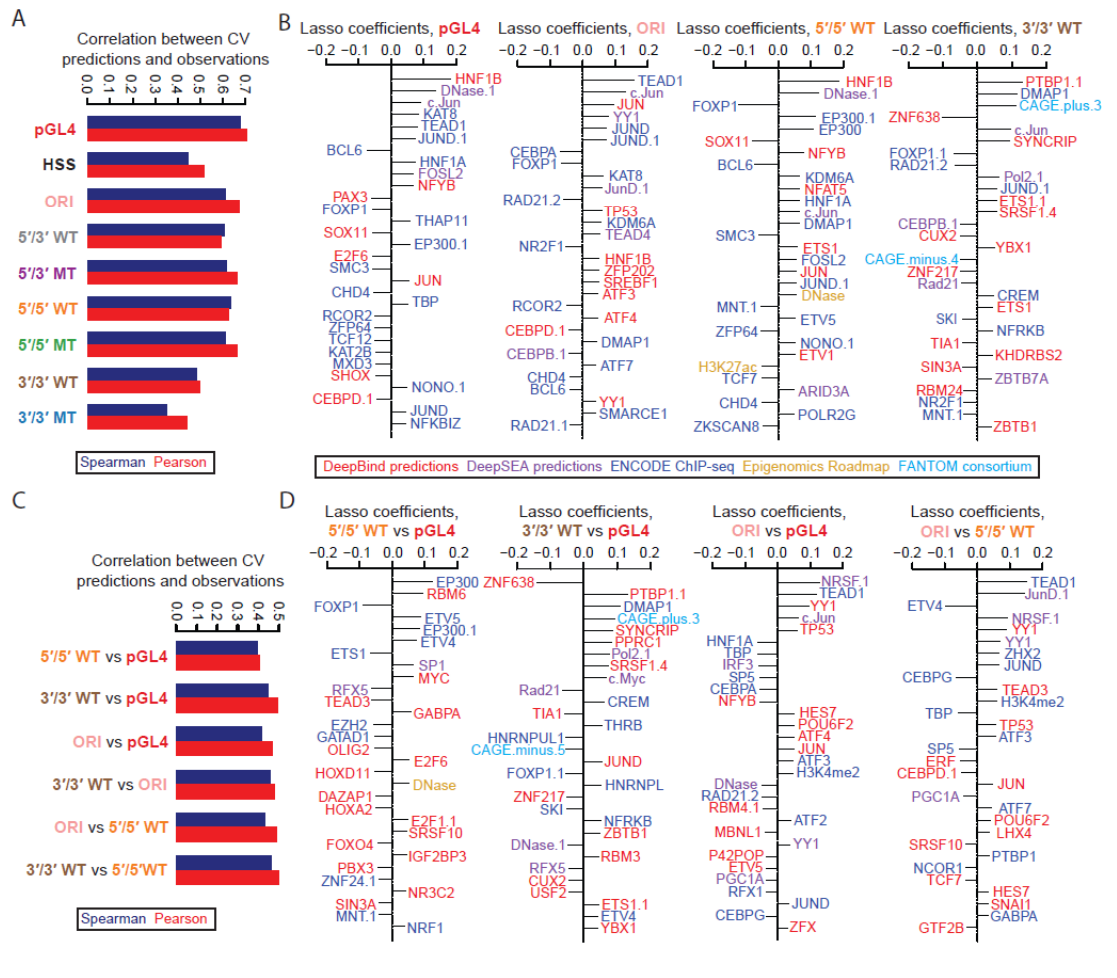 A
Correlation between CV
predictions and observations
0.0 0.1 0.2 0.3 0.4 0.5 0.6 0.7
pGL4
HSS
ORI
5′/3′ WT
5′/3′ MT
5′/5′ WT
5′/5′ MT
3′/3′ WT
3′/3′ MT
Spearman Pearson
B
Lasso coefficients, pGL4
−0.2 −0.1 0.0 0.1 0.2
HNF1B
DNase.1
c.Jun
KAT8
TEAD1
JUND.1
BCL6
HNF1A
FOSL2
NFYB
PAX3
FOXP1
THAP11
SOX11
EP300.1
E2F6
SMC3
JUN
CHD4
TBP
RCOR2
ZFP64
TCF12
KAT2B
MXD3
SHOX
NONO.1
CEBPD.1
JUND
NFKBIZ
Lasso coefficients, ORI
−0.2 −0.1 0.0 0.1 0.2
TEAD1
c.Jun
JUN
YY1
JUND
JUND.1
CEBPA
FOXP1
KAT8
JunD.1
RAD21.2
TP53
KDM6A
TEAD4
NR2F1
HNF1B
ZFP202
SREBF1
ATF3
RCOR2
ATF4
CEBPD.1
DMAP1
CEBPB.1
ATF7
CHD4
BCL6
YY1
SMARCE1
RAD21.1
Lasso coefficients, 5′/5′ WT
−0.2 −0.1 0.0 0.1 0.2
HNF1B
DNase.1
FOXP1
EP300.1
EP300
SOX11
NFYB
BCL6
KDM6A
NFAT5
HNF1A
c.Jun
DMAP1
SMC3
ETS1
FOSL2
JUN
JUND.1
DNase
MNT.1
ETV5
ZFP64
NONO.1
ETV1
H3K27ac
TCF7
ARID3A
CHD4
POLR2G
ZKSCAN8
Lasso coefficients, 3′/3′ WT
−0.2 −0.1 0.0 0.1 0.2
PTBP1.1
DMAP1
CAGE.plus.3
ZNF638
c.Jun
SYNCRIP
FOXP1.1
RAD21.2
Pol2.1
JUND.1
ETS1.1
SRSF1.4
CEBPB.1
CUX2
YBX1
CAGE.minus.4
ZNF217
Rad21
CREM
ETS1
SKI
NFRKB
TIA1
KHDRBS2
SIN3A
ZBTB7A
RBM24
NR2F1
MNT.1
ZBTB1
DeepBind predictions DeepSEA predictions ENCODE ChIP-seq Epigenomics Roadmap FANTOM consortium
C
Correlation between CV
predictions and observations
0.0 0.1 0.2 0.3 0.4 0.5
5′/5′ WT vs pGL4
3′/3′ WT vs pGL4
ORI vs pGL4
3′/3′ WT vs ORI
ORI vs 5′/5′ WT
3′/3′ WT vs 5′/5′WT
Spearman Pearson
D
Lasso coefficients,
5′/5′ WT vs pGL4
−0.2 −0.1 0.0 0.1 0.2
EP300
RBM6
FOXP1
ETV5
EP300.1
ETV4
ETS1
SP1
MYC
RFX5
TEAD3
GABPA
EZH2
GATAD1
OLIG2
E2F6
HOXD11
DNase
DAZAP1
HOXA2
E2F1.1
SRSF10
FOXO4
IGF2BP3
PBX3
ZNF24.1
NR3C2
SIN3A
MNT.1
NRF1
Lasso coefficients,
3′/3′ WT vs pGL4
−0.2 −0.1 0.0 0.1 0.2
ZNF638
PTBP1.1
DMAP1
CAGE.plus.3
SYNCRIP
PPRC1
Pol2.1
SRSF1.4
c.Myc
Rad21
CREM
TIA1
THRB
HNRNPUL1
CAGE.minus.5
JUND
FOXP1.1
HNRNPL
ZNF217
SKI
NFRKB
ZBTB1
DNase.1
RBM3
RFX5
CUX2
USF2
ETS1.1
ETV4
YBX1
Lasso coefficients,
ORI vs pGL4
−0.2 −0.1 0.0 0.1 0.2
NRSF.1
TEAD1
YY1
c.Jun
TP53
HNF1A
TBP
IRF3
SP5
CEBPA
NFYB
HES7
POU6F2
ATF4
JUN
ATF3
H3K4me2
DNase
RAD21.2
RBM4.1
ATF2
MBNL1
YY1
P42POP
ETV5
PGC1A
RFX1
JUND
CEBPG
ZFX
Lasso coefficients,
ORI vs 5′/5′ WT
−0.2 −0.1 0.0 0.1 0.2
TEAD1
JunD.1
ETV4
NRSF.1
YY1
YY1
ZHX2
JUND
CEBPG
TEAD3
H3K4me2
TBP
TP53
ATF3
SP5
ERF
CEBPD.1
JUN
PGC1A
ATF7
POU6F2
LHX4
SRSF10
PTBP1
NCOR1
TCF7
HES7
SNAI1
GABPA
GTF2B